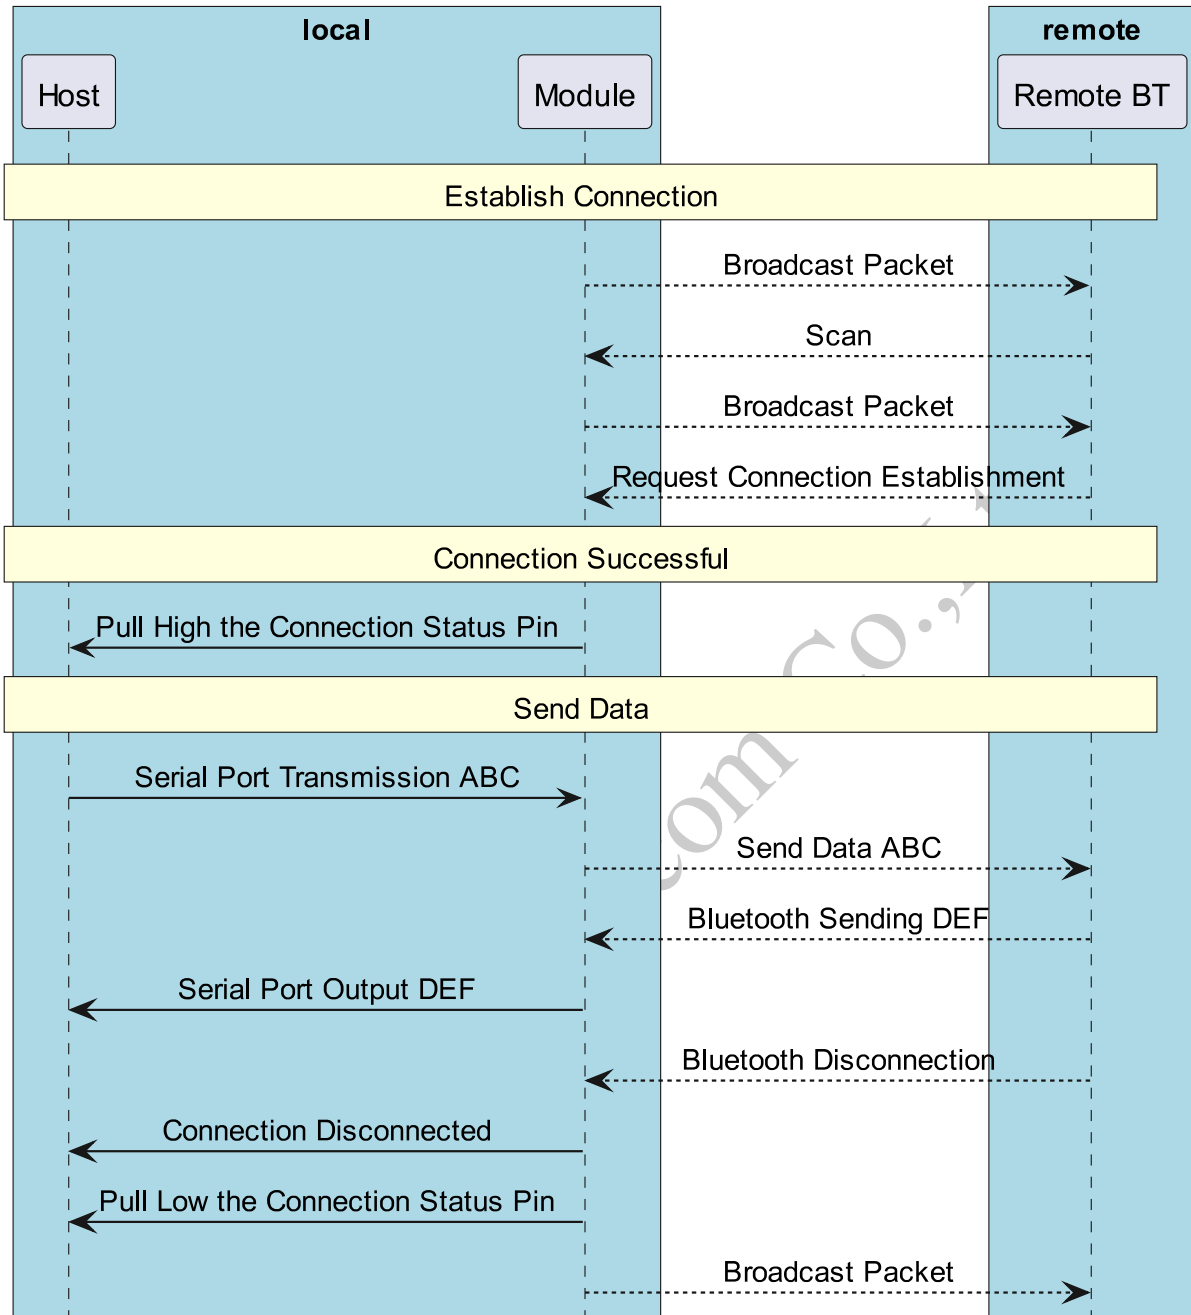 local
remote
Host
Module
Remote BT
Establish Connection
Broadcast Packet
Scan
Broadcast Packet
Request Connection Establishment
Connection Successful
Pull High the Connection Status Pin
Send Data
Serial Port Transmission ABC
Send Data ABC
Bluetooth Sending DEF
Serial Port Output DEF
Bluetooth Disconnection
Connection Disconnected
Pull Low the Connection Status Pin
Broadcast Packet
com Co.,